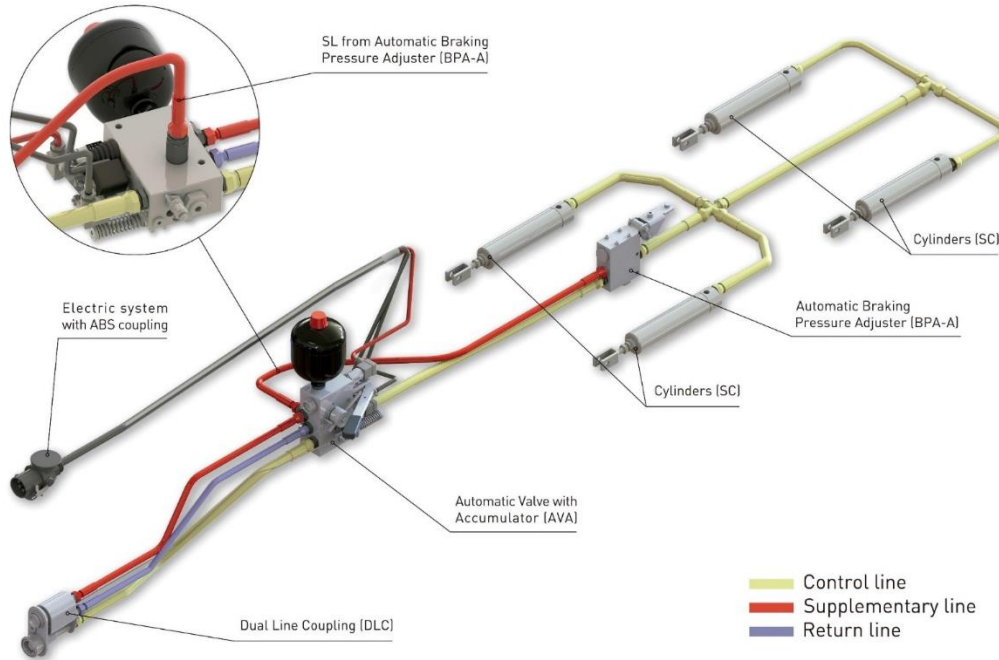 SL from Automatic Braking
Pressure Adjuster (BPA-A)
Cylinders (SC)
Electric system
with ABS coupling
Automatic Braking
Pressure Adjuster (BPA-A)
Cylinders (SC)
Automatic Valve with
Accumulator (AVA)
Dual Line Coupling (DLC)
Control line
Supplementary line
Return line